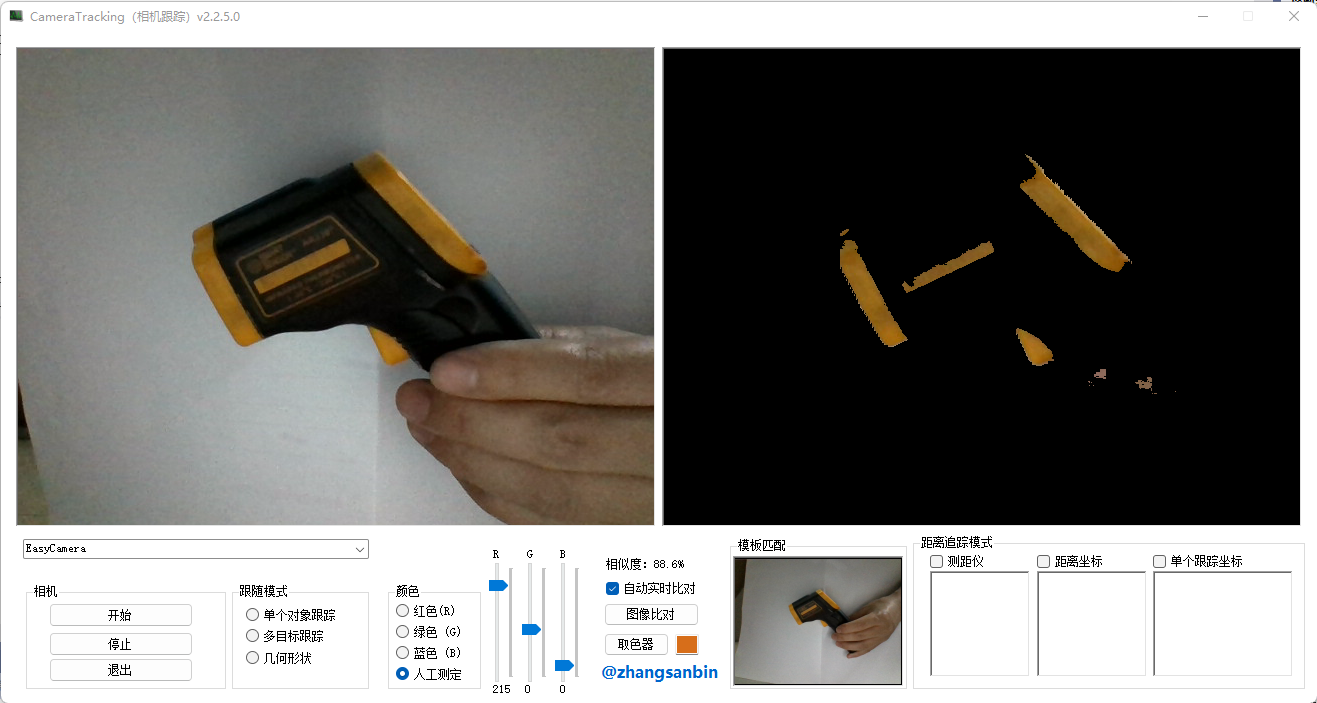 CameraTracking (相机跟踪) v2.2.5.0
EasyCamera
相机
开始
停止
退出
跟随模式
单个对象跟踪
多目标跟踪
几何形状
颜色
红色(R)
绿色 (G)
蓝色 (B)
人工测定
R G B
215 0 0
相似度: 88.6%
自动实时比对
图像比对
取色器
@zhangsanbin
模板匹配
距离追踪模式
测距仪
距离坐标
单个跟踪坐标